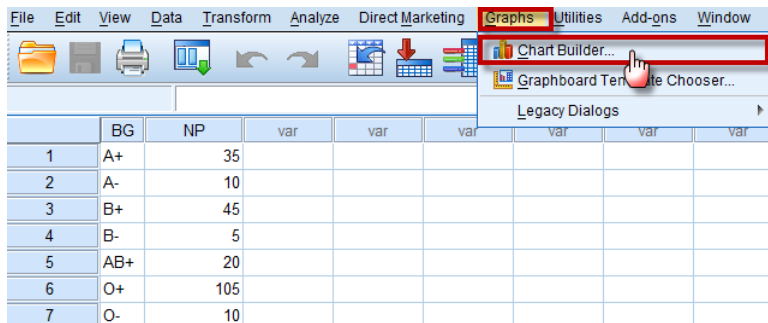 File Edit View Data Transform Analyze Direct Marketing Graphs Utilities Add-ons Window
Chart Builder...
Graphboard Template Chooser...
Legacy Dialogs
BG NP var var var var var var
1 A+ 35
2 A- 10
3 B+ 45
4 B- 5
5 AB+ 20
6 O+ 105
7 O- 10